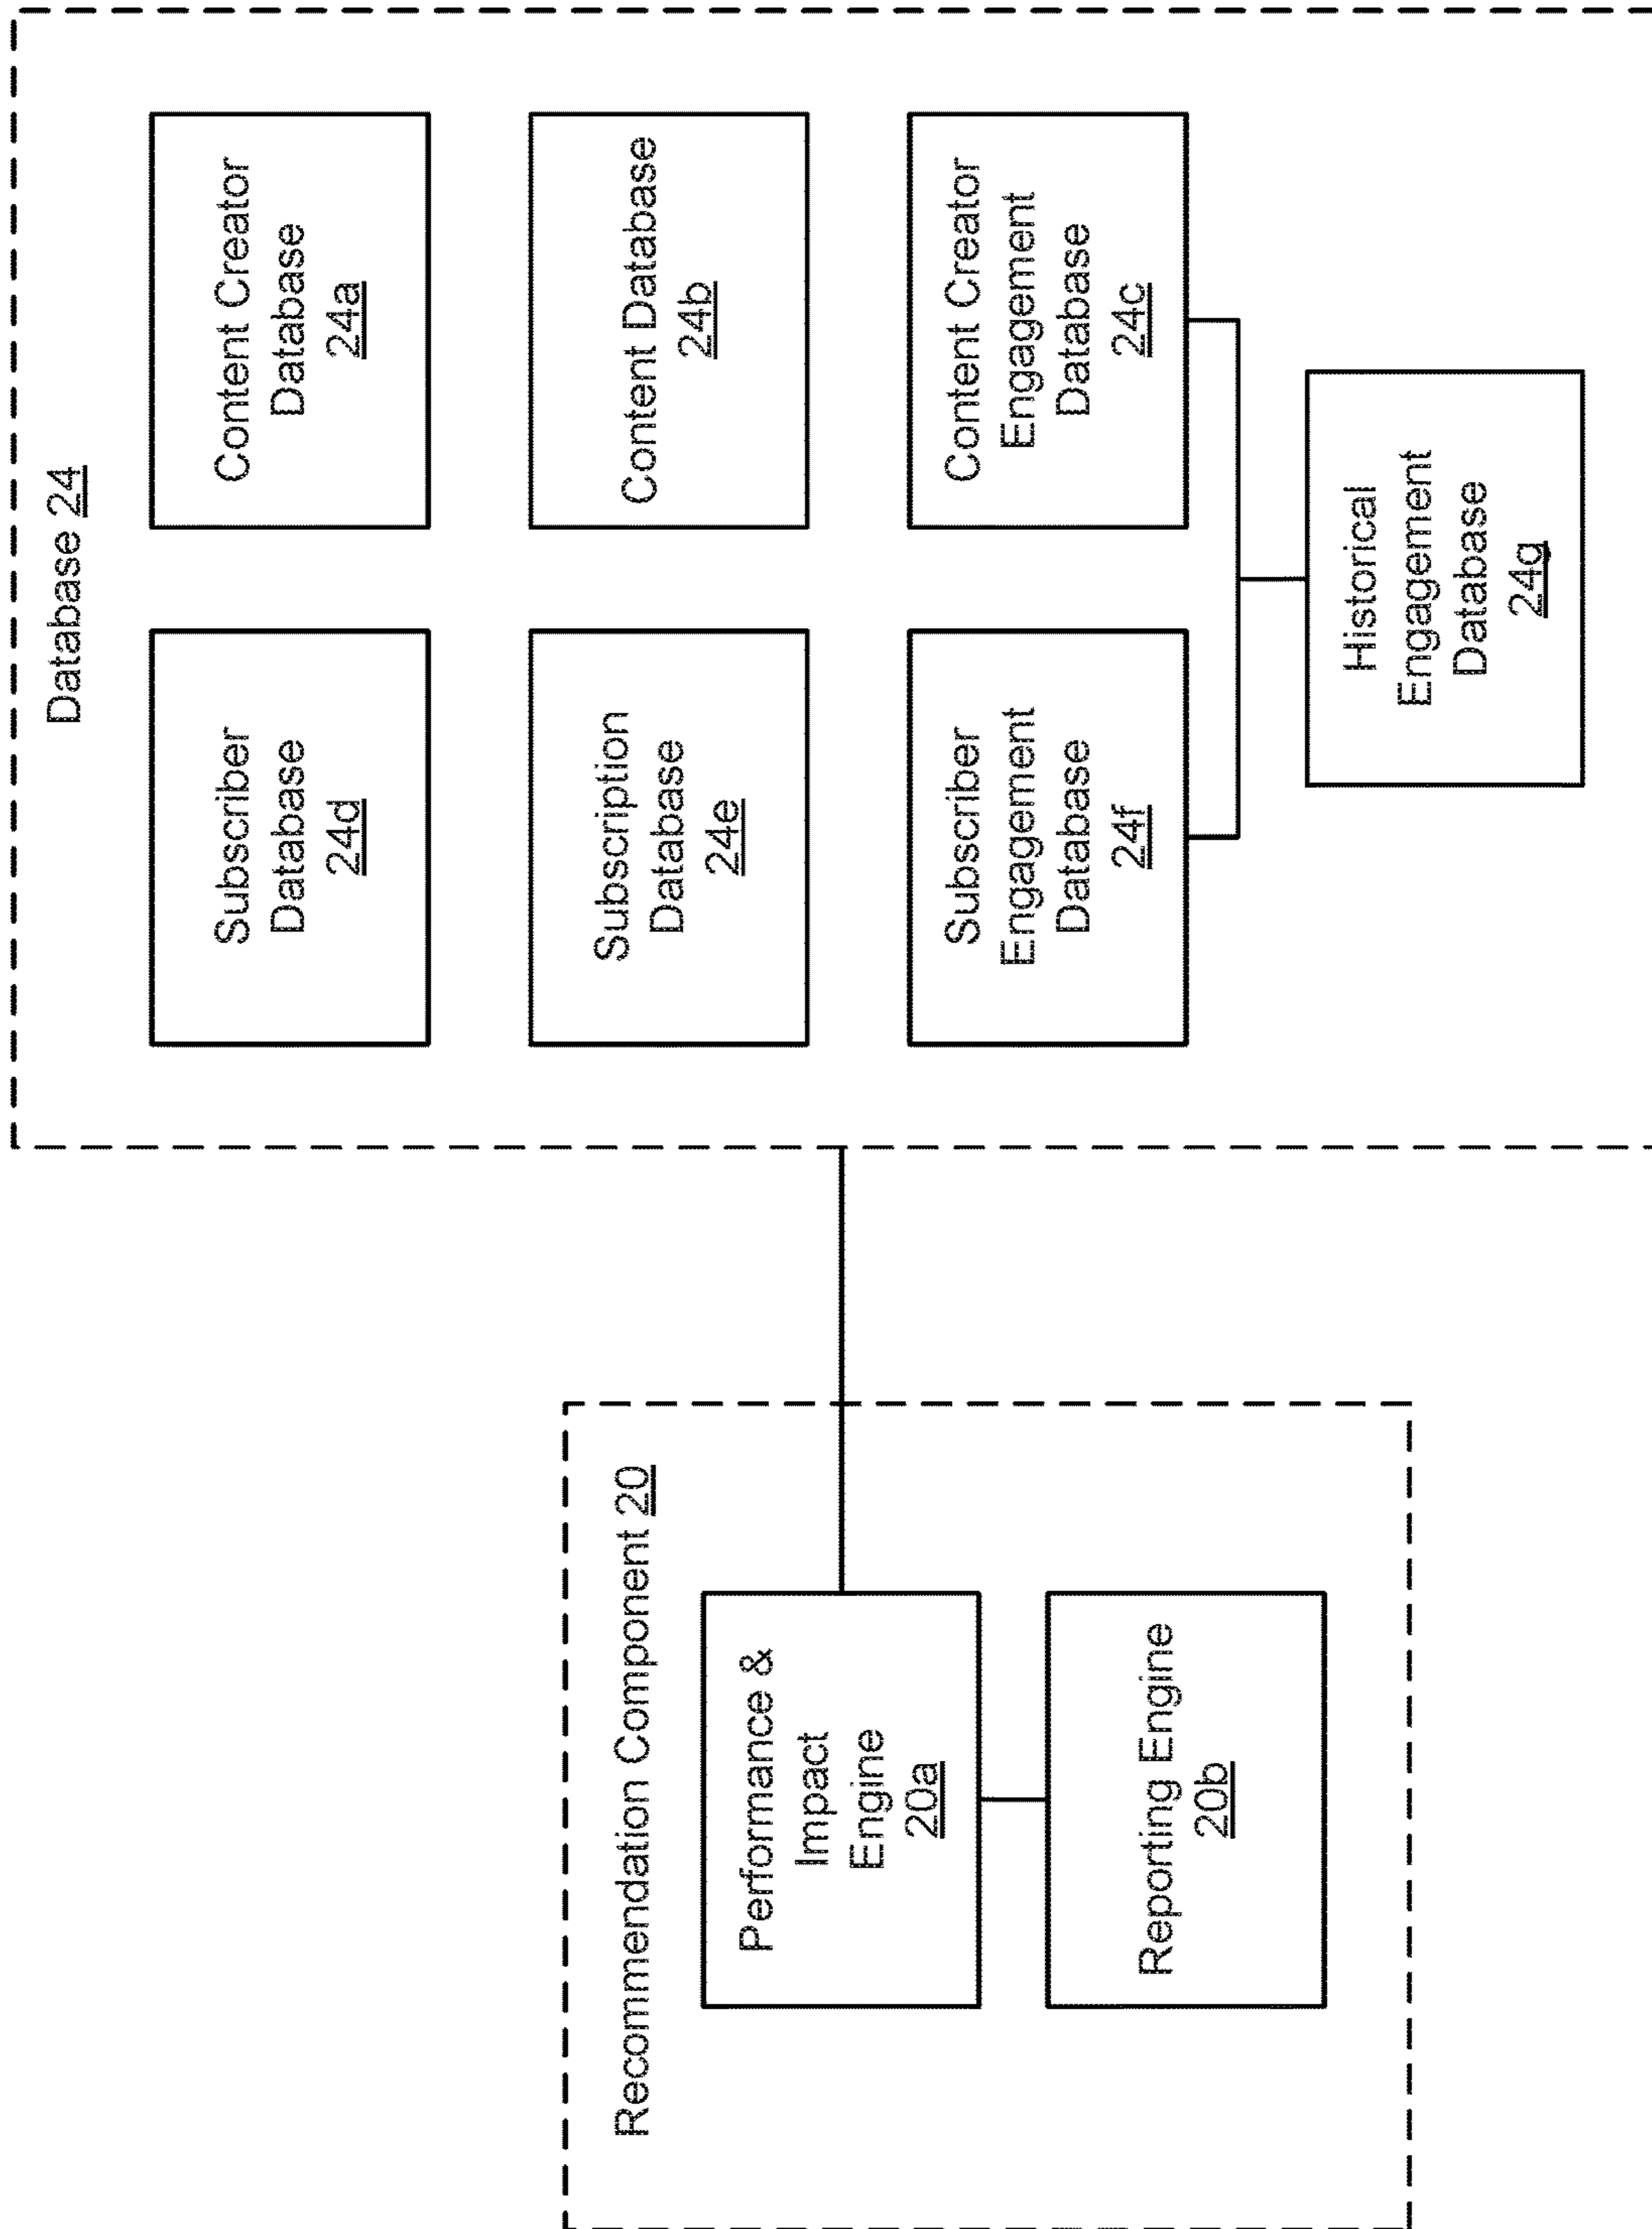 Recommendation Component 20
Performance &
Impact
Engine
20a
Reporting Engine
20b
Database 24
Subscriber
Database
24d
Content Creator
Database
24a
Subscription
Database
24e
Content Database
24b
Subscriber
Engagement
Database
24f
Content Creator
Engagement
Database
24c
Historical
Engagement
Database
24g